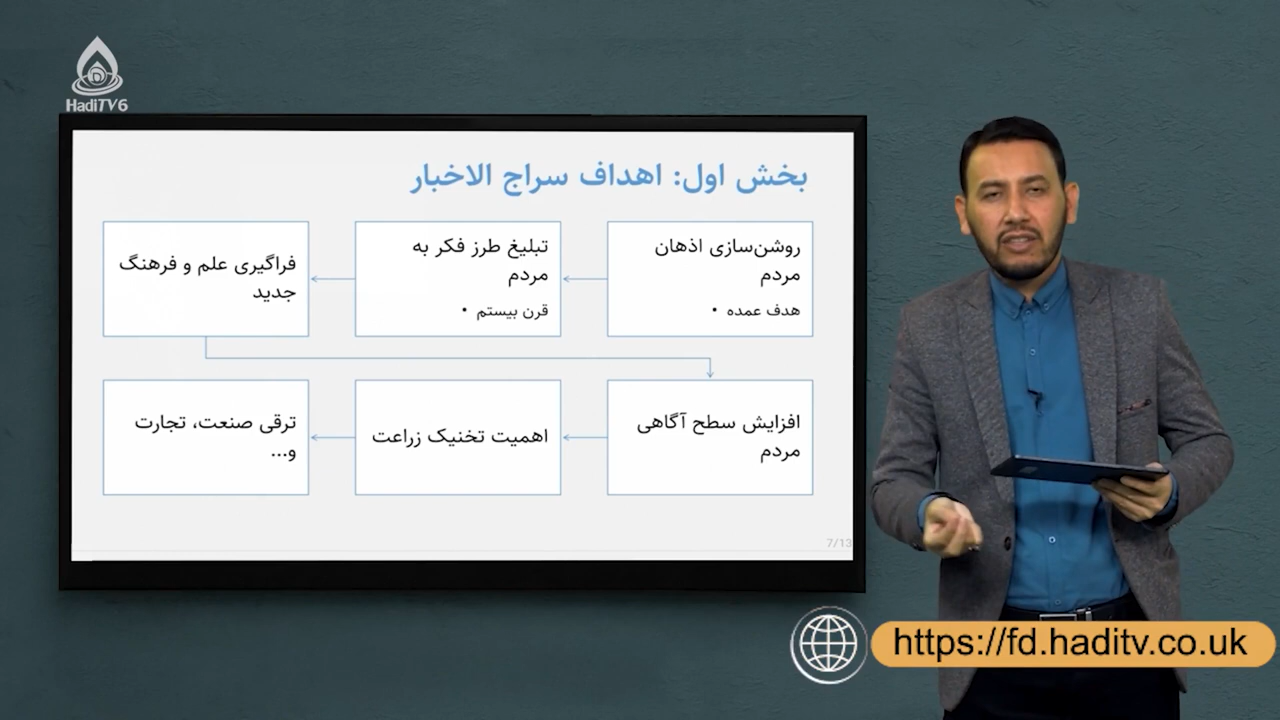 HadiTV6
بخش اول: اهداف سراج الاخبار
روشن‌سازی اذهان
مردم
• هدف عمده
تبلیغ طرز فکر به
مردم
• قرن بیستم
فراگیری علم و فرهنگ
جدید
افزایش سطح آگاهی
مردم
اهمیت تخنیک زراعت
ترقی صنعت، تجارت
و...
7/13
https://fd.haditv.co.uk